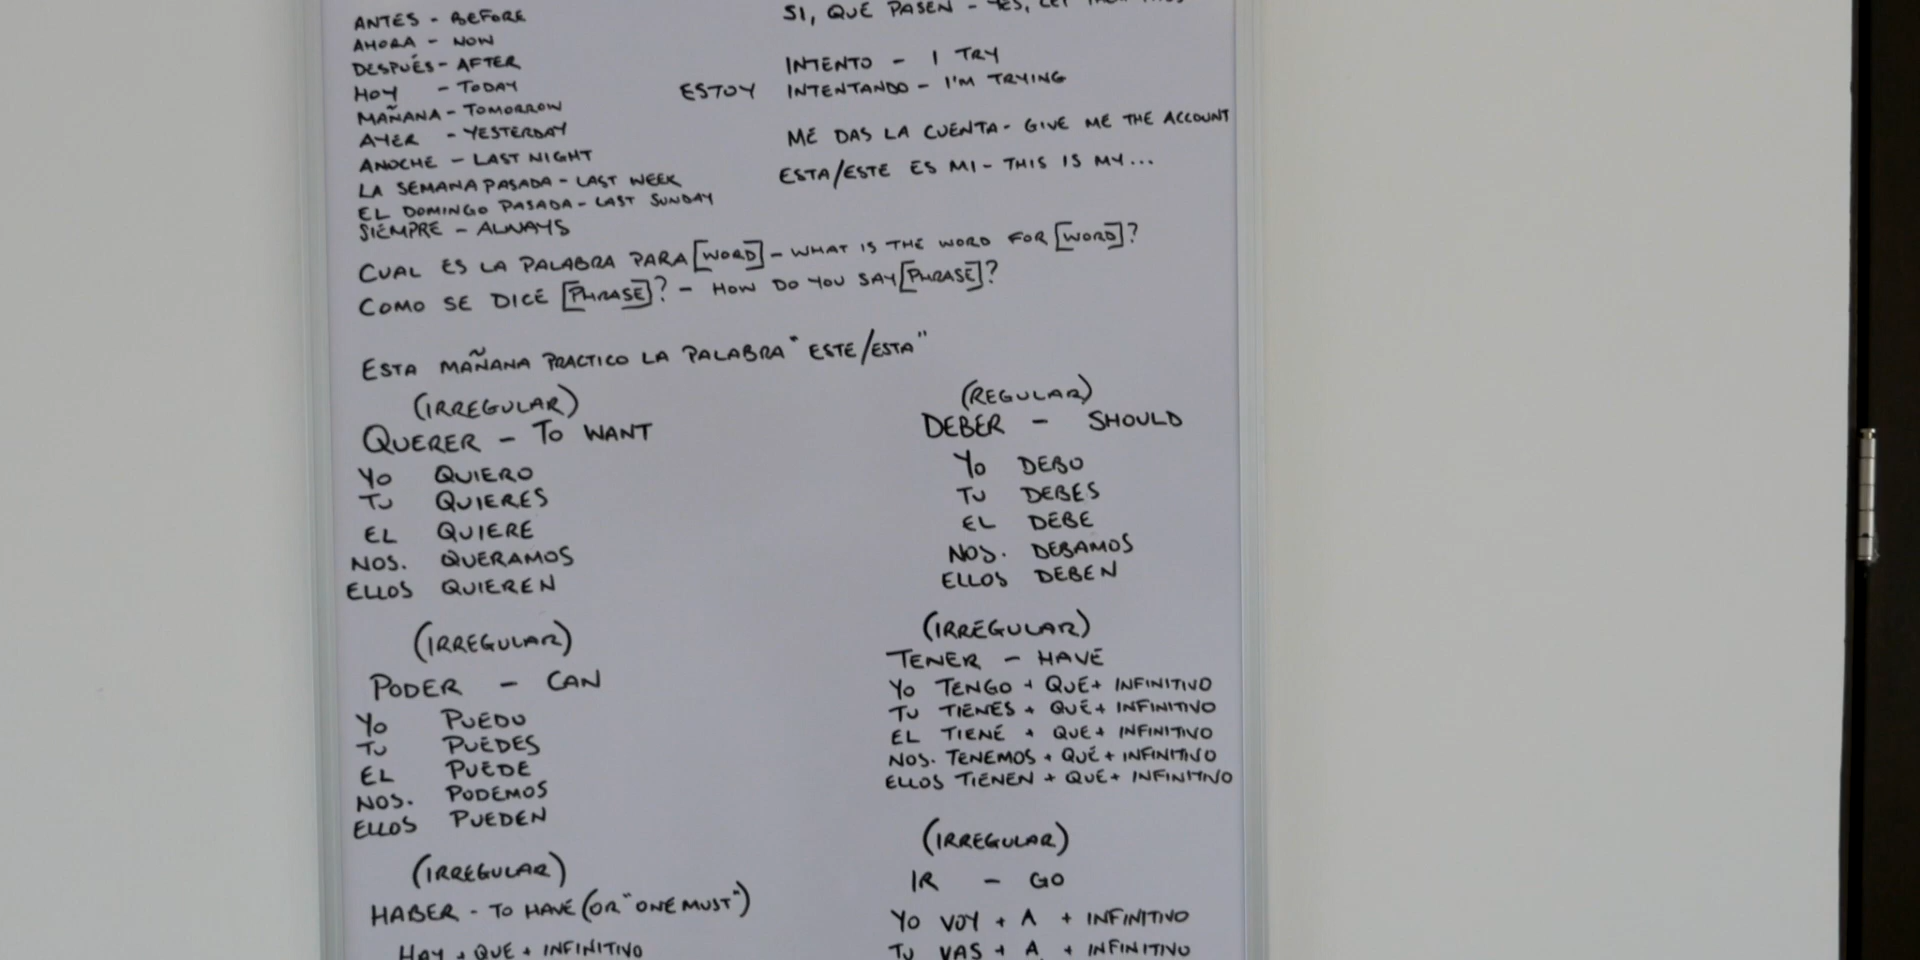 ANTES - BEFORE
AHORA - NOW
DESPUÉS - AFTER
HOY - TODAY
MAÑANA - TOMORROW
AYER - YESTERDAY
ANOCHE - LAST NIGHT
LA SEMANA PASADA - LAST WEEK
EL DOMINGO PASADA - LAST SUNDAY
SIEMPRE - ALWAYS
SI, QUE PASEN - YES, LET
INTENTO - I TRY
ESTOY INTENTANDO - I'M TRYING
ME DAS LA CUENTA - GIVE ME THE ACCOUNT
ESTA/ESTE ES MI - THIS IS MY...
CUAL ES LA PALABRA PARA [WORD] - WHAT IS THE WORD FOR [WORD]?
COMO SE DICE [PHRASE]? - HOW DO YOU SAY [PHRASE]?
ESTA MAÑANA PRACTICO LA PALABRA "ESTE/ESTA"
(IRREGULAR)
QUERER - TO WANT
YO QUIERO
TU QUIERES
EL QUIERE
NOS. QUERAMOS
ELLOS QUIEREN
(REGULAR)
DEBER - SHOULD
YO DEBO
TU DEBES
EL DEBE
NOS. DEBAMOS
ELLOS DEBEN
(IRREGULAR)
PODER - CAN
YO PUEDO
TU PUEDES
EL PUEDE
NOS. PODEMOS
ELLOS PUEDEN
(IRREGULAR)
TENER - HAVE
YO TENGO + QUE + INFINITIVO
TU TIENES + QUE + INFINITIVO
EL TIENE + QUE + INFINITIVO
NOS. TENEMOS + QUE + INFINITIVO
ELLOS TIENEN + QUE + INFINITIVO
(IRREGULAR)
HABER - TO HAVE (OR "ONE MUST")
HAY + QUE + INFINITIVO
(IRREGULAR)
IR - GO
YO VOY + A + INFINITIVO
TU VAS + A + INFINITIVO